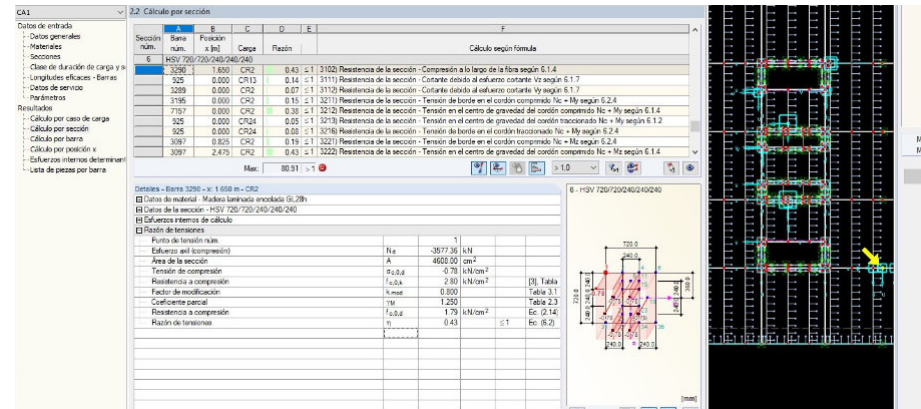 CA1
Datos de entrada
Datos generales
Materiales
Secciones
Clase de duración de carga y s
Longitudes eficaces - Barras
Datos de servicio
Parámetros
Resultados
Cálculo por caso de carga
Cálculo por sección
Cálculo por barra
Cálculo por posición x
Esfuerzos internos determinant
Lista de piezas por barra
2.2 Cálculo por sección
A B C D E F
Sección Barra Posición
núm. núm. x [m] Carga Razón Cálculo según fórmula
6 HSV 720/720/240/240
3290 1.650 CR2 0.43 ≤ 1 3102) Resistencia de la sección - Compresión a lo largo de la fibra según 6.1.4
925 0.000 CR13 0.14 ≤ 1 3111) Resistencia de la sección - Cortante debido al esfuerzo cortante Vz según 6.1.7
3289 0.000 CR2 0.07 ≤ 1 3112) Resistencia de la sección - Cortante debido al esfuerzo cortante Vy según 6.1.7
3195 0.000 CR2 0.15 ≤ 1 3211) Resistencia de la sección - Tensión de borde en el cordón comprimido Nc + My según 6.2.4
7157 0.000 CR2 0.38 ≤ 1 3212) Resistencia de la sección - Tensión en el centro de gravedad del cordón comprimido Nc + My según 6.1.4
925 0.000 CR24 0.05 ≤ 1 3213) Resistencia de la sección - Tensión en el centro de gravedad del cordón traccionado Nc + My según 6.1.2
925 0.000 CR24 0.08 ≤ 1 3216) Resistencia de la sección - Tensión de borde en el cordón traccionado Nc + My según 6.2.4
3097 0.825 CR2 0.19 ≤ 1 3221) Resistencia de la sección - Tensión de borde en el cordón comprimido Nc + Mz según 6.2.4
3097 2.475 CR2 0.43 ≤ 1 3222) Resistencia de la sección - Tensión en el centro de gravedad del cordón comprimido Nc + Mz según 6.1.4
Max: 80.91 > 1
> 1.0
Detalles - Barra 3290 - x: 1.650 m - CR2
Datos de material - Madera laminada encolada GL28h
Datos de la sección - HSV 720/720/240/240/240
Esfuerzos internos de cálculo
Razón de tensiones
Punto de tensión núm. 1
Esfuerzo axil (compresión) Nd -3577.36 kN
Área de la sección A 4608.00 cm2
Tensión de compresión σc,0,d -0.78 kN/cm2
Resistencia a compresión fc,0,k 2.80 kN/cm2 [3], Tabla
Factor de modificación kmod 0.800 Tabla 3.1
Coeficiente parcial γM 1.250 Tabla 2.3
Resistencia a compresión fc,0,d 1.79 kN/cm2 Ec. (2.14)
Razón de tensiones η 0.43 ≤ 1 Ec. (6.2)
6 - HSV 720/720/240/240/240
720.0
240.0
720.0
240.0 240.0
[mm]